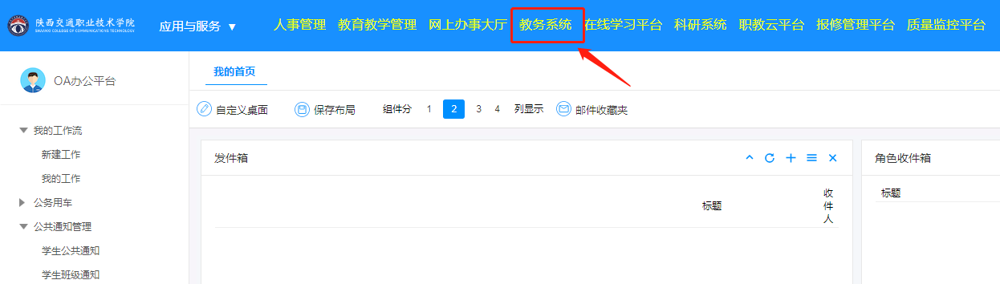 陕西交通职业技术学院
SHAANXI COLLEGE OF COMMUNICATIONS TECHNOLOGY
应用与服务 ▼
人事管理 教育教学管理 网上办事大厅 教务系统 在线学习平台 科研系统 职教云平台 报修管理平台 质量监控平台
OA办公平台
我的首页
自定义桌面 保存布局 组件分 1 2 3 4 列显示 邮件收藏夹
我的工作流
新建工作
我的工作
公务用车
公共通知管理
学生公共通知
学生班级通知
发件箱
标题
收
件
人
角色收件箱
标题